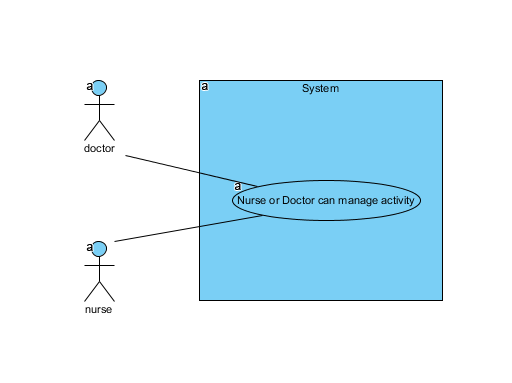 a
System
a
doctor
a
Nurse or Doctor can manage activity
a
nurse